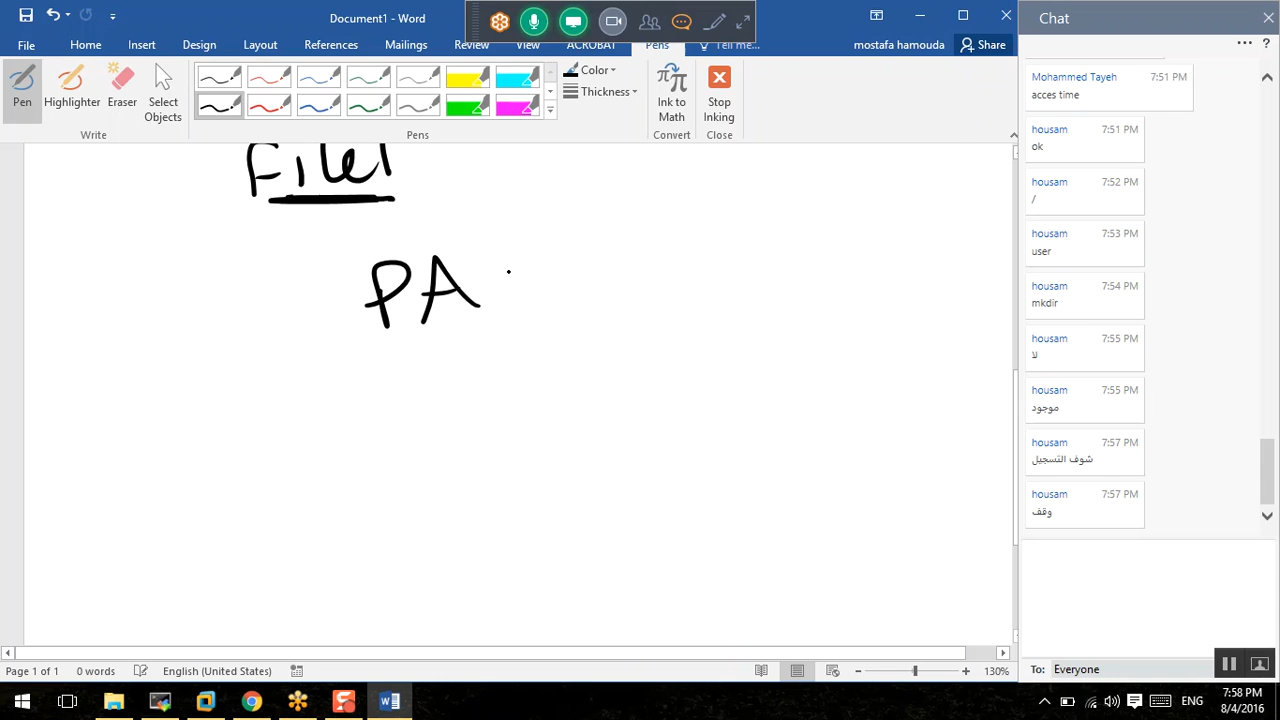 Document1 - Word
Chat
File Home Insert Design Layout References Mailings Review View ACROBAT Pens Tell me... mostafa hamouda Share
Pen Highlighter Eraser Select Objects
Color
Thickness
Ink to Math
Stop Inking
Write Pens Convert Close
Mohammed Tayeh 7:51 PM
acces time
housam 7:51 PM
ok
housam 7:52 PM
/
housam 7:53 PM
user
housam 7:54 PM
mkdir
housam 7:55 PM
لا
housam 7:55 PM
موجود
housam 7:57 PM
شوف التسجيل
housam 7:57 PM
وقف
File1
PA
To: Everyone
Page 1 of 1 0 words English (United States) 130%
ENG
7:58 PM
8/4/2016